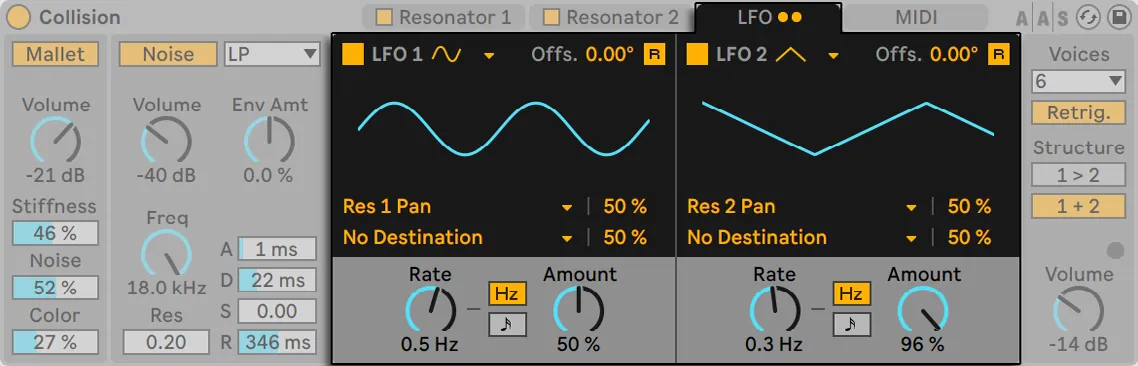 Collision
Resonator 1
Resonator 2
LFO
MIDI
A A S
Mallet
Volume
-21 dB
Stiffness
46 %
Noise
52 %
Color
27 %
Noise
LP
Volume
-40 dB
Env Amt
0.0 %
Freq
18.0 kHz
Res
0.20
A 1 ms
D 22 ms
S 0.00
R 346 ms
LFO 1
Offs. 0.00°
R
Res 1 Pan 50 %
No Destination 50 %
Rate
0.5 Hz
Hz
Amount
50 %
LFO 2
Offs. 0.00°
R
Res 2 Pan 50 %
No Destination 50 %
Rate
0.3 Hz
Hz
Amount
96 %
Voices
6
Retrig.
Structure
1 > 2
1 + 2
Volume
-14 dB